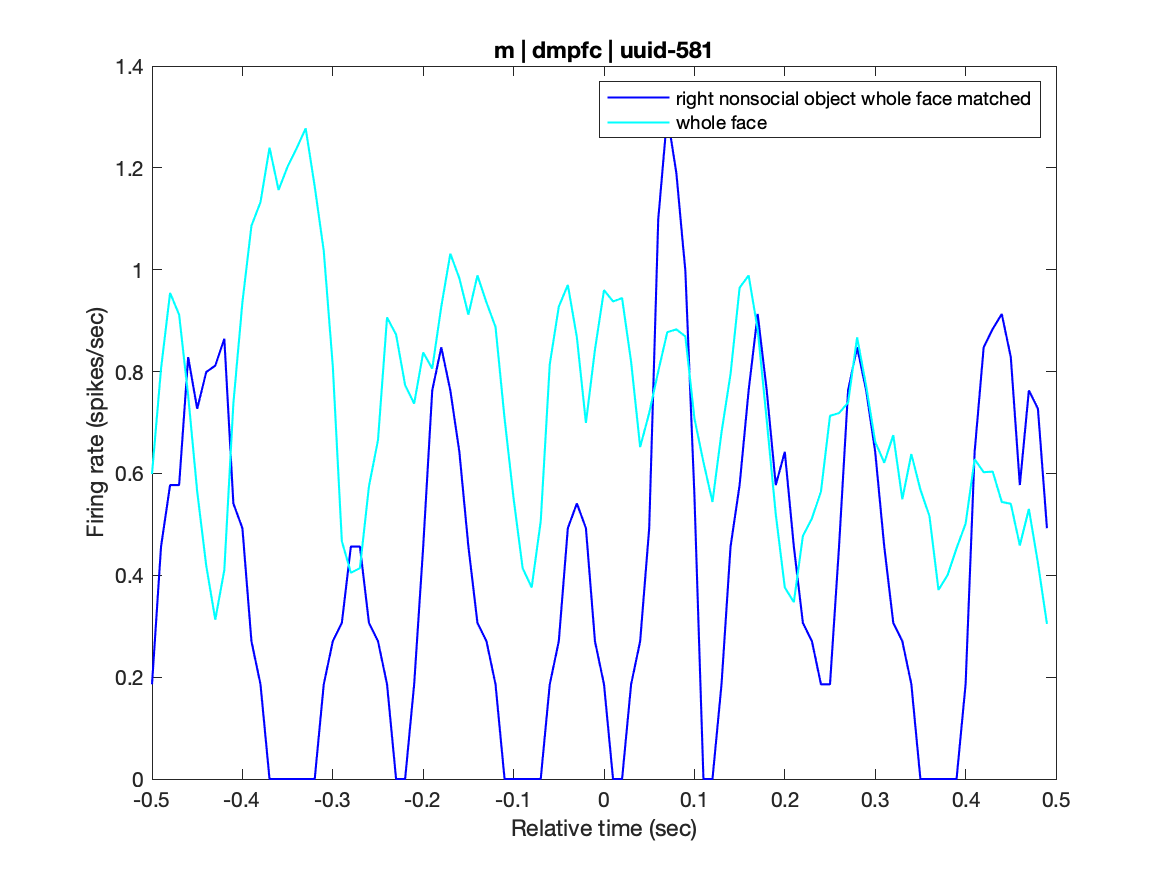 m | dmpfc | uuid-581
right nonsocial object whole face matched
whole face
Firing rate (spikes/sec)
1.4
1.2
1
0.8
0.6
0.4
0.2
0
-0.5 -0.4 -0.3 -0.2 -0.1 0 0.1 0.2 0.3 0.4 0.5
Relative time (sec)